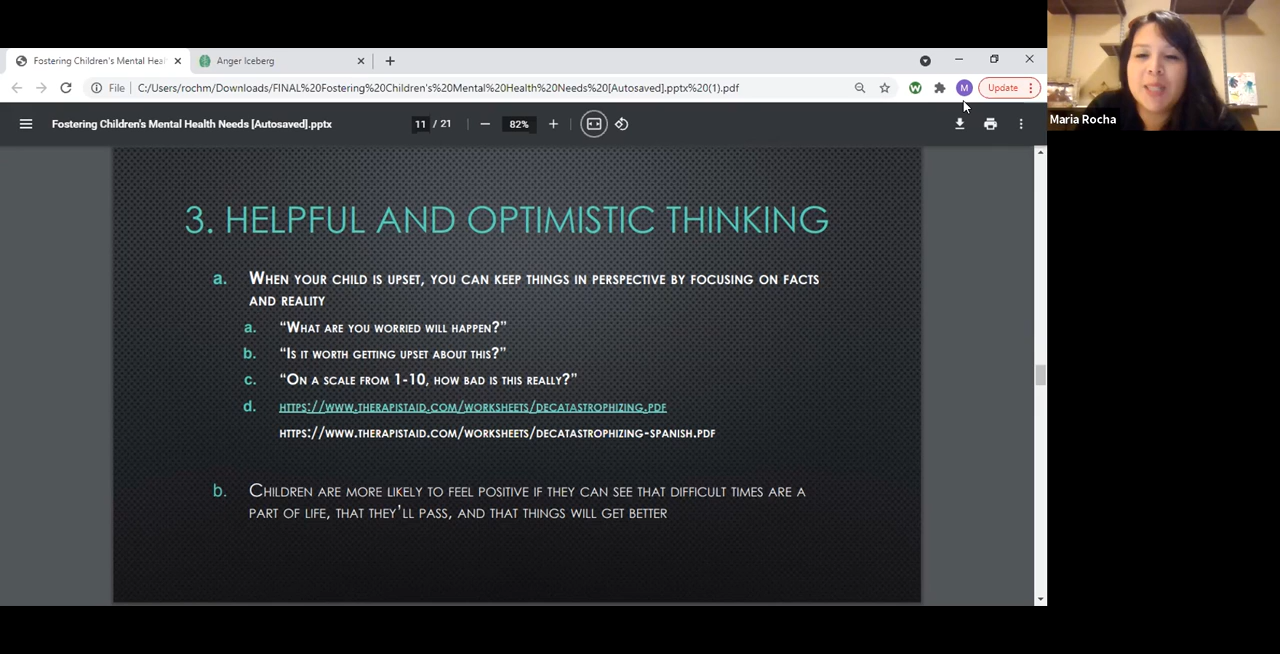 Fostering Children's Mental Hea
Anger Iceberg
File
C:/Users/rochm/Downloads/FINAL%20Fostering%20Children's%20Mental%20Health%20Needs%20[Autosaved].pptx%20(1).pdf
W
M
Update
Maria Rocha
Fostering Children's Mental Health Needs [Autosaved].pptx
11 / 21
82%
3. HELPFUL AND OPTIMISTIC THINKING
a. WHEN YOUR CHILD IS UPSET, YOU CAN KEEP THINGS IN PERSPECTIVE BY FOCUSING ON FACTS
AND REALITY
a. “WHAT ARE YOU WORRIED WILL HAPPEN?”
b. “IS IT WORTH GETTING UPSET ABOUT THIS?”
c. “ON A SCALE FROM 1-10, HOW BAD IS THIS REALLY?”
d. HTTPS://WWW.THERAPISTAID.COM/WORKSHEETS/DECATASTROPHIZING.PDF
HTTPS://WWW.THERAPISTAID.COM/WORKSHEETS/DECATASTROPHIZING-SPANISH.PDF
b. CHILDREN ARE MORE LIKELY TO FEEL POSITIVE IF THEY CAN SEE THAT DIFFICULT TIMES ARE A
PART OF LIFE, THAT THEY’LL PASS, AND THAT THINGS WILL GET BETTER